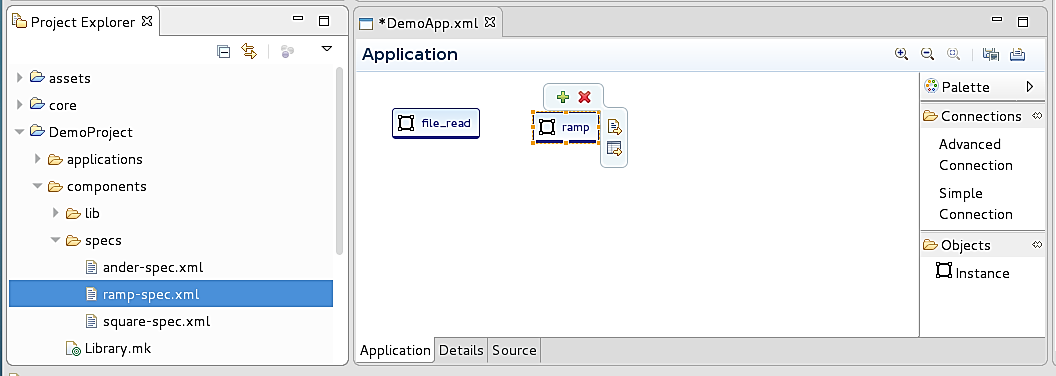 Project Explorer
assets
core
DemoProject
applications
components
lib
specs
ander-spec.xml
ramp-spec.xml
square-spec.xml
Library.mk
*DemoApp.xml
Application
file_read
ramp
Palette
Connections
Advanced
Connection
Simple
Connection
Objects
Instance
Application Details Source